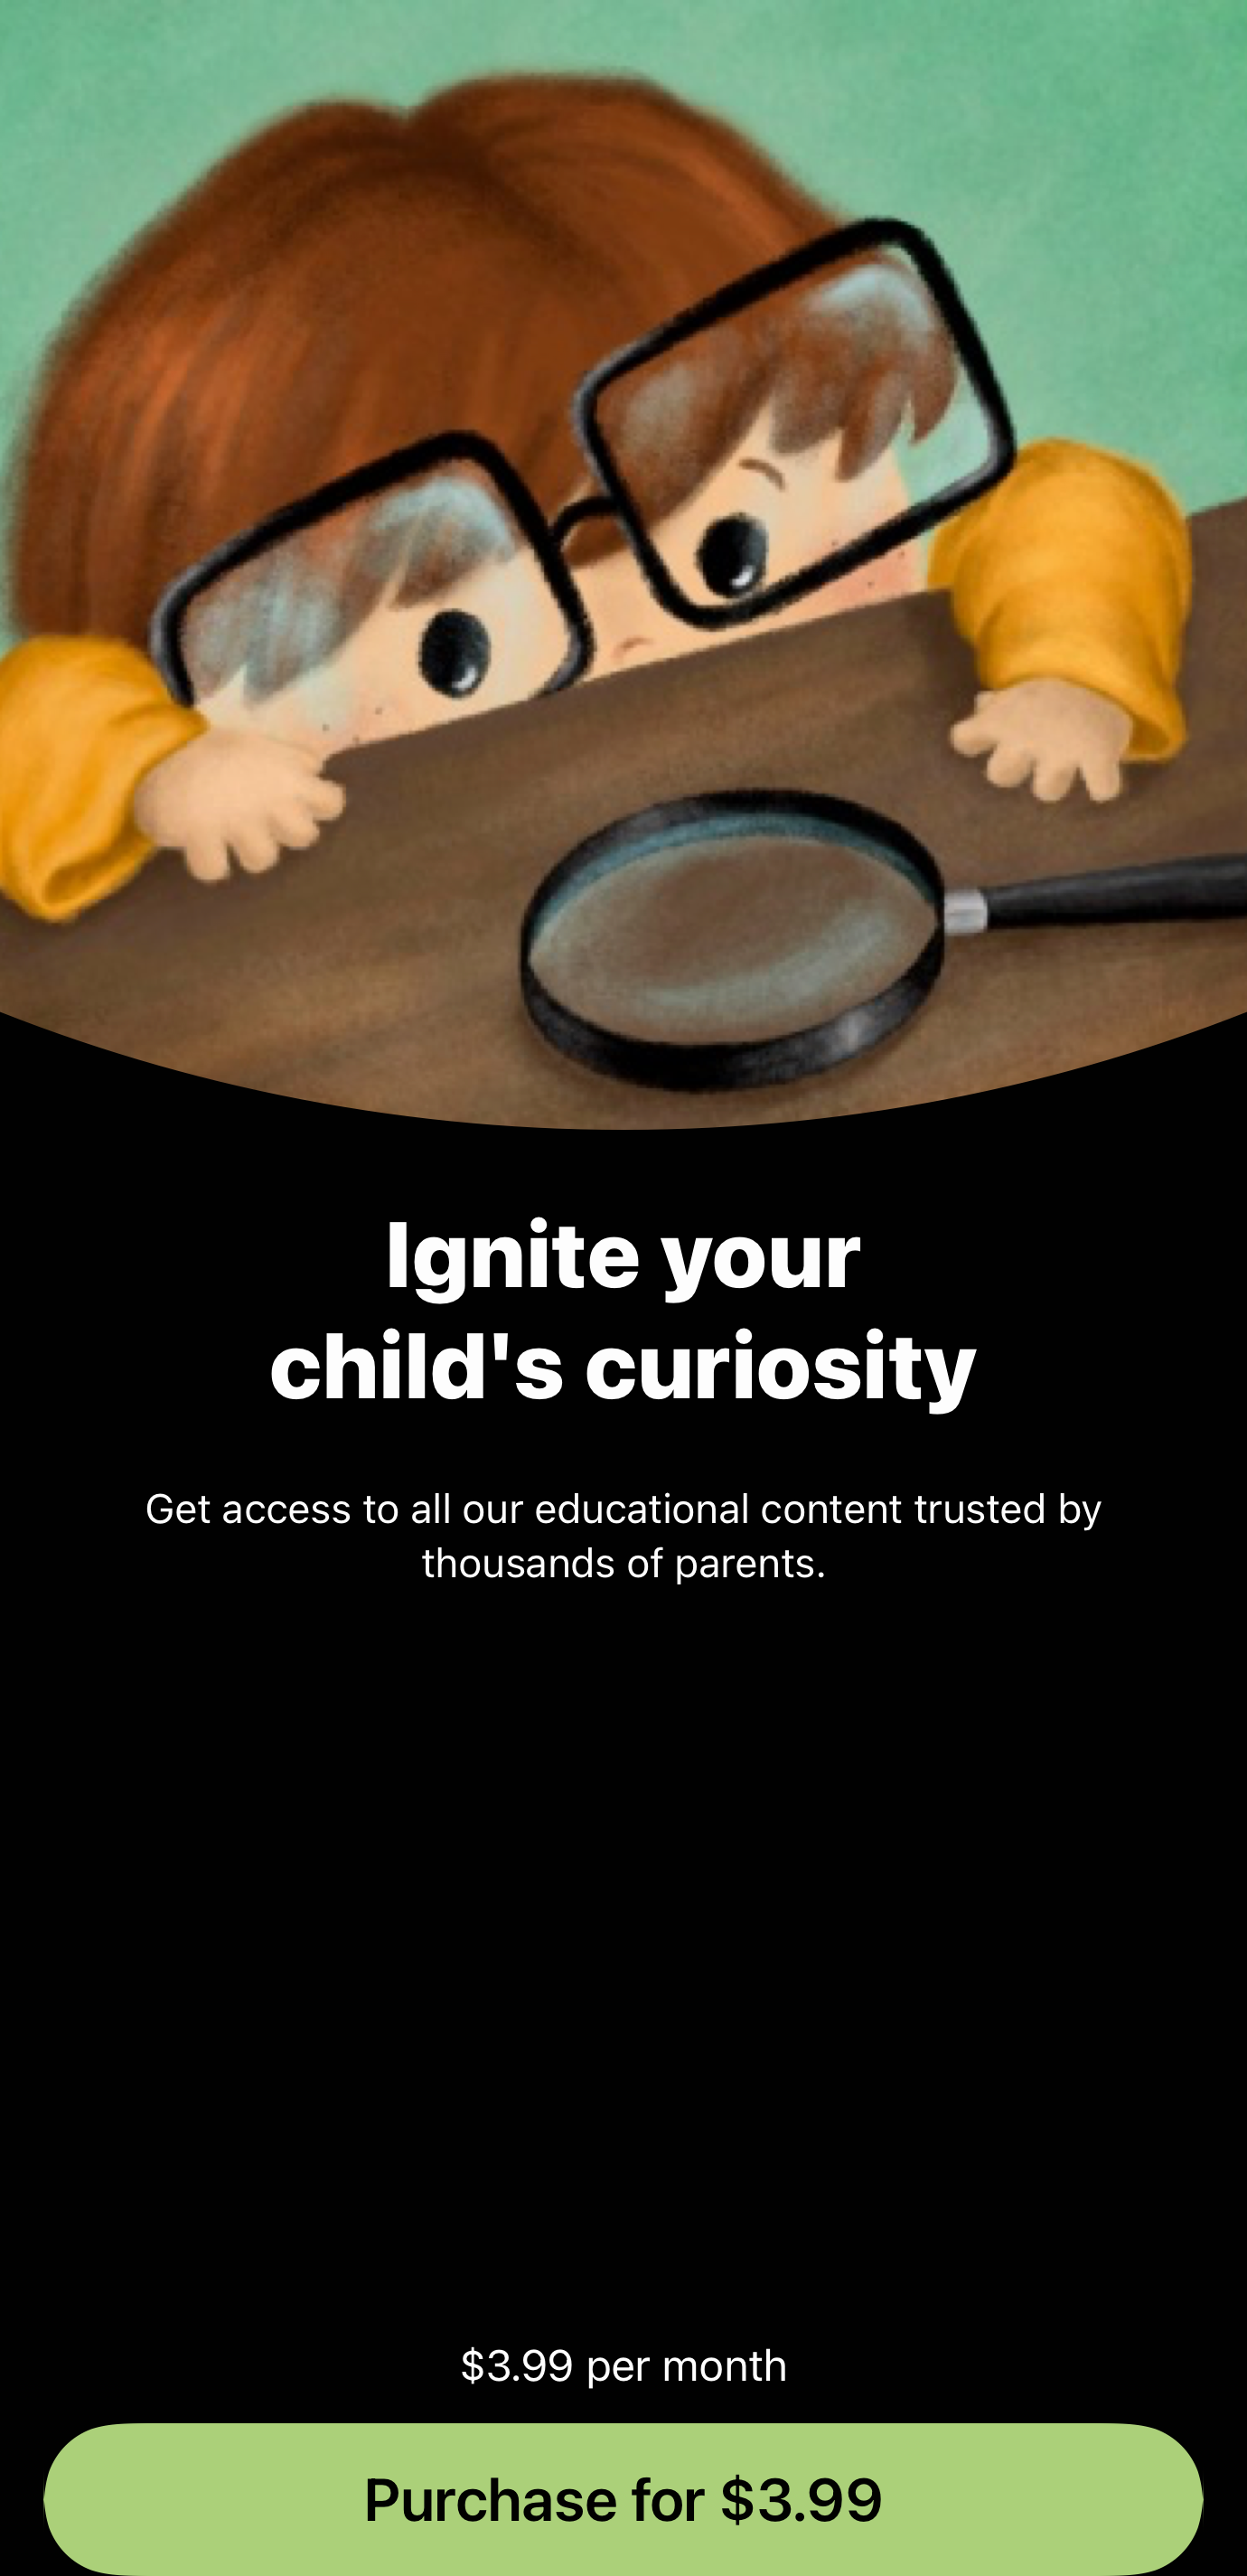 Ignite your
child's curiosity
Get access to all our educational content trusted by
thousands of parents.
$3.99 per month
Purchase for $3.99